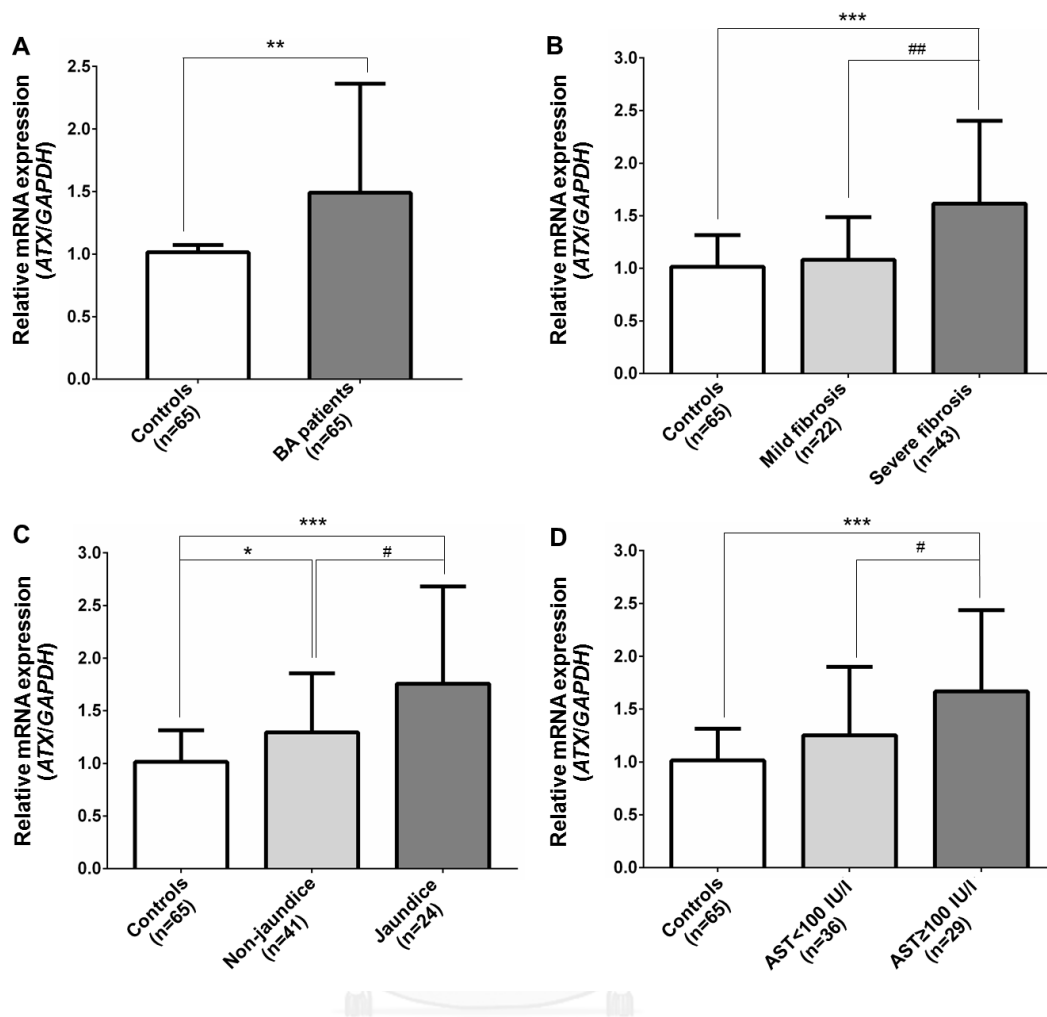 A
**
Relative mRNA expression
(ATX/GAPDH)
2.5
2.0
1.5
1.0
0.5
0.0
Controls
(n=65)
BA patients
(n=65)
B
***
##
Relative mRNA expression
(ATX/GAPDH)
3.0
2.5
2.0
1.5
1.0
0.5
0.0
Controls
(n=65)
Mild fibrosis
(n=22)
Severe fibrosis
(n=43)
C
***
*
#
Relative mRNA expression
(ATX/GAPDH)
3.0
2.5
2.0
1.5
1.0
0.5
0.0
Controls
(n=65)
Non-jaundice
(n=41)
Jaundice
(n=24)
D
***
#
Relative mRNA expression
(ATX/GAPDH)
3.0
2.5
2.0
1.5
1.0
0.5
0.0
Controls
(n=65)
AST<100 IU/l
(n=36)
AST≥100 IU/l
(n=29)